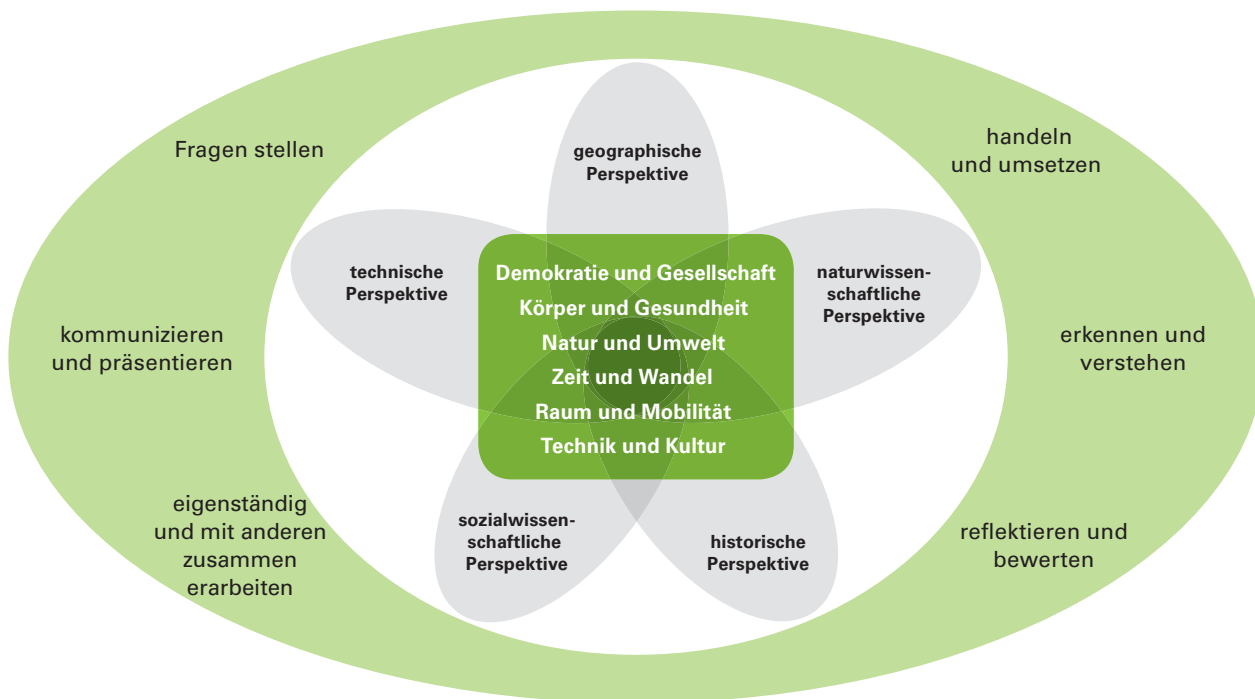 Fragen stellen
handeln
und umsetzen
geographische
Perspektive
technische
Perspektive
naturwissen-
schaftliche
Perspektive
Demokratie und Gesellschaft
Körper und Gesundheit
Natur und Umwelt
Zeit und Wandel
Raum und Mobilität
Technik und Kultur
kommunizieren
und präsentieren
erkennen und
verstehen
eigenständig
und mit anderen
zusammen
erarbeiten
sozialwissen-
schaftliche
Perspektive
historische
Perspektive
reflektieren und
bewerten